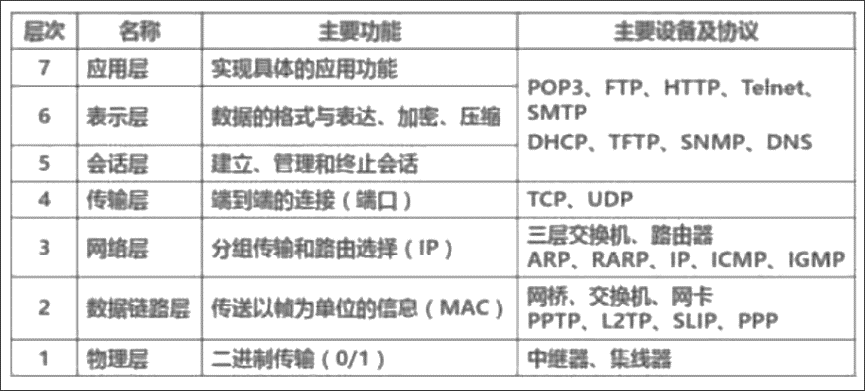 层次 名称 主要功能 主要设备及协议
7 应用层 实现具体的应用功能
POP3、FTP、HTTP、Telnet、
SMTP
6 表示层 数据的格式与表达、加密、压缩
DHCP、TFTP、SNMP、DNS
5 会话层 建立、管理和终止会话
4 传输层 端到端的连接（端口） TCP、UDP
3 网络层 分组传输和路由选择（IP） 三层交换机、路由器
ARP、RARP、IP、ICMP、IGMP
2 数据链路层 传送以帧为单位的信息（MAC） 网桥、交换机、网卡
PPTP、L2TP、SLIP、PPP
1 物理层 二进制传输（0/1） 中继器、集线器